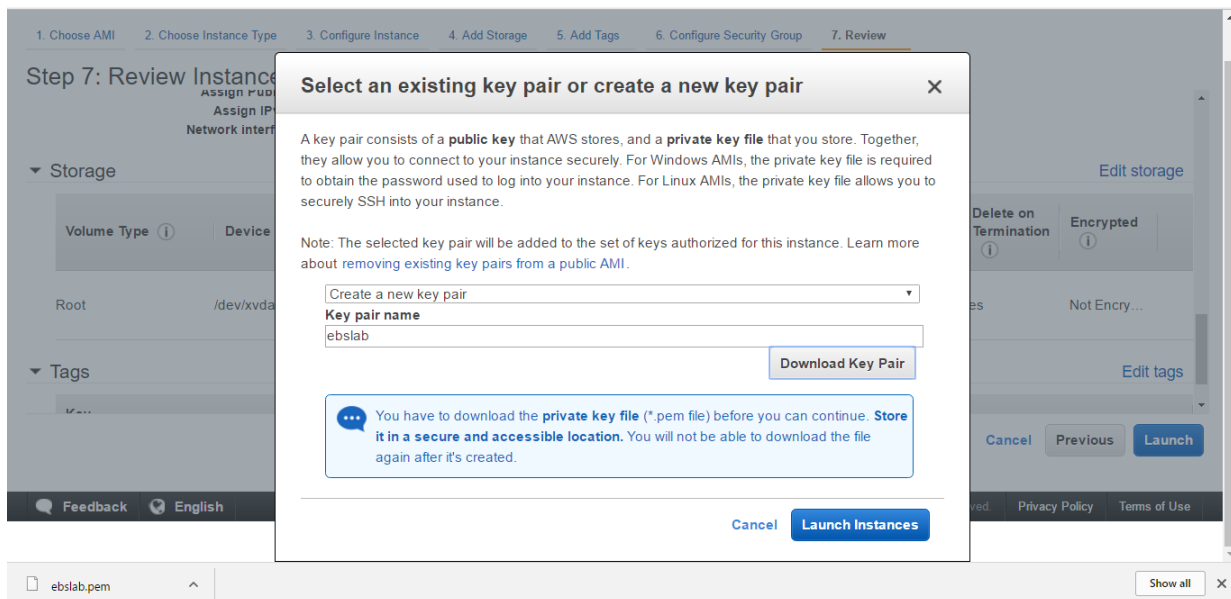 1. Choose AMI 2. Choose Instance Type 3. Configure Instance 4. Add Storage 5. Add Tags 6. Configure Security Group 7. Review
Step 7: Review Instance
Assign Pub
Assign IP
Network interf
Storage
Edit storage
Volume Type
Device
Delete on
Termination
Encrypted
Root
/dev/xvda
es
Not Encry...
Tags
Edit tags
Key
Cancel Previous Launch
Select an existing key pair or create a new key pair
A key pair consists of a public key that AWS stores, and a private key file that you store. Together,
they allow you to connect to your instance securely. For Windows AMIs, the private key file is required
to obtain the password used to log into your instance. For Linux AMIs, the private key file allows you to
securely SSH into your instance.
Note: The selected key pair will be added to the set of keys authorized for this instance. Learn more
about removing existing key pairs from a public AMI.
Create a new key pair
Key pair name
ebslab
Download Key Pair
You have to download the private key file (*.pem file) before you can continue. Store
it in a secure and accessible location. You will not be able to download the file
again after it's created.
Cancel Launch Instances
Feedback English
ved. Privacy Policy Terms of Use
ebslab.pem
Show all